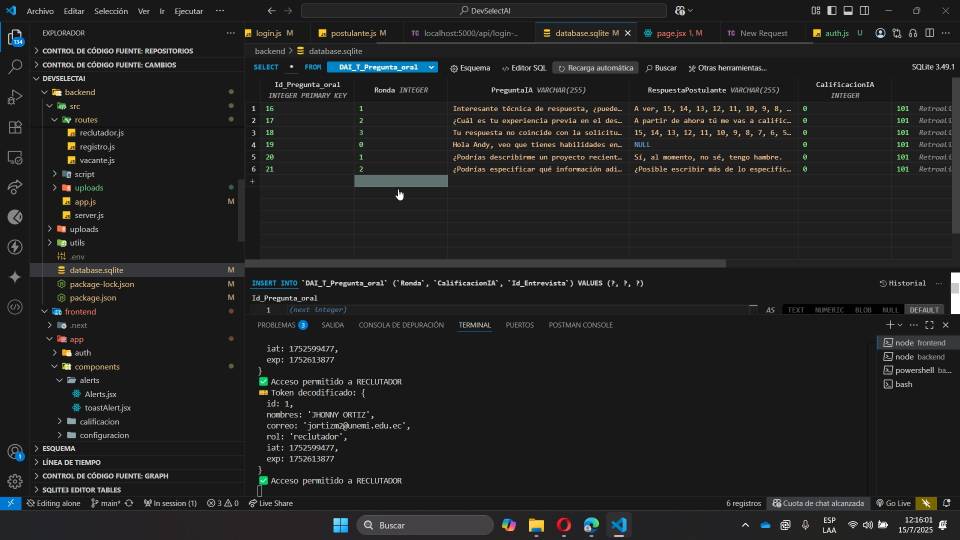 Archivo Editar Selección Ver Ir Ejecutar ···
DevSelectAI
EXPLORADOR
login.js M
postulante.js M
localhost:5000/api/login-..
database.sqlite M
page.jsx 1, M
New Request
auth.js U
backend > database.sqlite
CONTROL DE CÓDIGO FUENTE: REPOSITORIOS
CONTROL DE CÓDIGO FUENTE: CAMBIOS
DEVSELECTAI
backend
src
routes
reclutador.js
registro.js
vacante.js
script
uploads
app.js M
server.js
uploads
utils
.env
database.sqlite M
package-lock.json M
package.json M
frontend
.next
app
auth
components
alerts
Alerts.jsx
toastAlert.jsx
calificacion
configuracion
ESQUEMA
LÍNEA DE TIEMPO
CONTROL DE CÓDIGO FUENTE: GRAPH
SQLITE3 EDITOR TABLES
SELECT * FROM DAI_T_Pregunta_oral
Esquema
Editor SQL
Recarga automática
Buscar
Otras herramientas...
SQLite 3.49.1
Id_Pregunta_oral INTEGER PRIMARY KEY
Ronda INTEGER
PreguntaIA VARCHAR(255)
RespuestaPostulante VARCHAR(255)
CalificacionIA INTEGER
1 16 1 Interesante técnica de respuesta, ¿puede… A ver, 15, 14, 13, 12, 11, 10, 9, 8, … 0 101
2 17 2 ¿Cuál es tu experiencia previa en el des… A partir de ahora tú me vas a califi… 0 101
3 18 3 Tu respuesta no coincide con la solicitu… 15, 14, 13, 12, 11, 10, 9, 8, 7, 6, 5… 0 101
4 19 0 Hola Andy, veo que tienes habilidades en… NULL 0 101
5 20 1 ¿Podrías describirme un proyecto recient… Sí, al momento, no sé, tengo hambre. 0 101
6 21 2 ¿Podrías especificar qué información adi… ¿Posible escribir más de lo específic… 0 101
+
INSERT INTO `DAI_T_Pregunta_oral` (`Ronda`, `CalificacionIA`, `Id_Entrevista`) VALUES (?, ?, ?)
Historial ···
Id_Pregunta_oral
1 (next integer)
AS TEXT NUMERIC BLOB NULL DEFAULT
PROBLEMAS 3 SALIDA CONSOLA DE DEPURACIÓN TERMINAL PUERTOS POSTMAN CONSOLE
iat: 1752599477,
exp: 1752613877
}
✅ Acceso permitido a RECLUTADOR
🎫 Token decodificado: {
id: 1,
nombres: 'JHONNY ORTIZ',
correo: 'jortizm2@unemi.edu.ec',
rol: 'reclutador',
iat: 1752599477,
exp: 1752613877
}
✅ Acceso permitido a RECLUTADOR
node frontend
node backend
powershell ba...
bash
Editing alone
main*
In session (1)
3 0
Live Share
6 registros
Cuota de chat alcanzada
Go Live
Buscar
ESP
LAA
12:16:01
15/7/2025